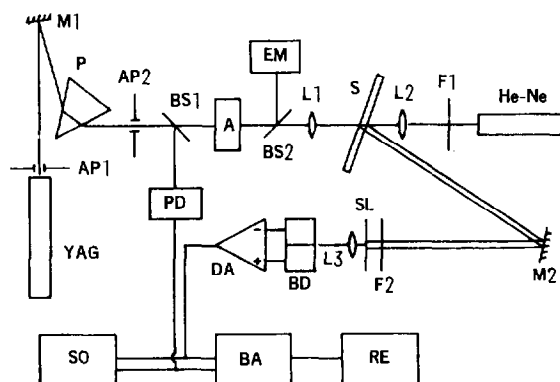 M1
P
AP2
BS1
EM
L1
S
L2
F1
He-Ne
A
BS2
AP1
PD
SL
YAG
DA
BD
L3
F2
M2
SO
BA
RE